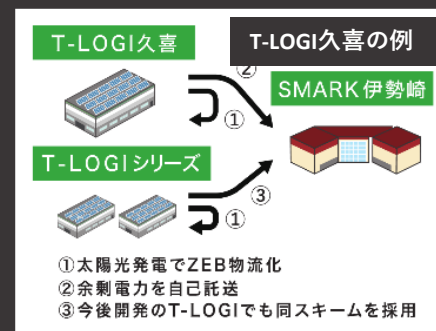 T-LOGI久喜の例
T-LOGI久喜
②
SMARK伊勢崎
①
T-LOGIシリーズ
③
①
①太陽光発電でZEB物流化
②余剰電力を自己託送
③今後開発のT-LOGIでも同スキームを採用